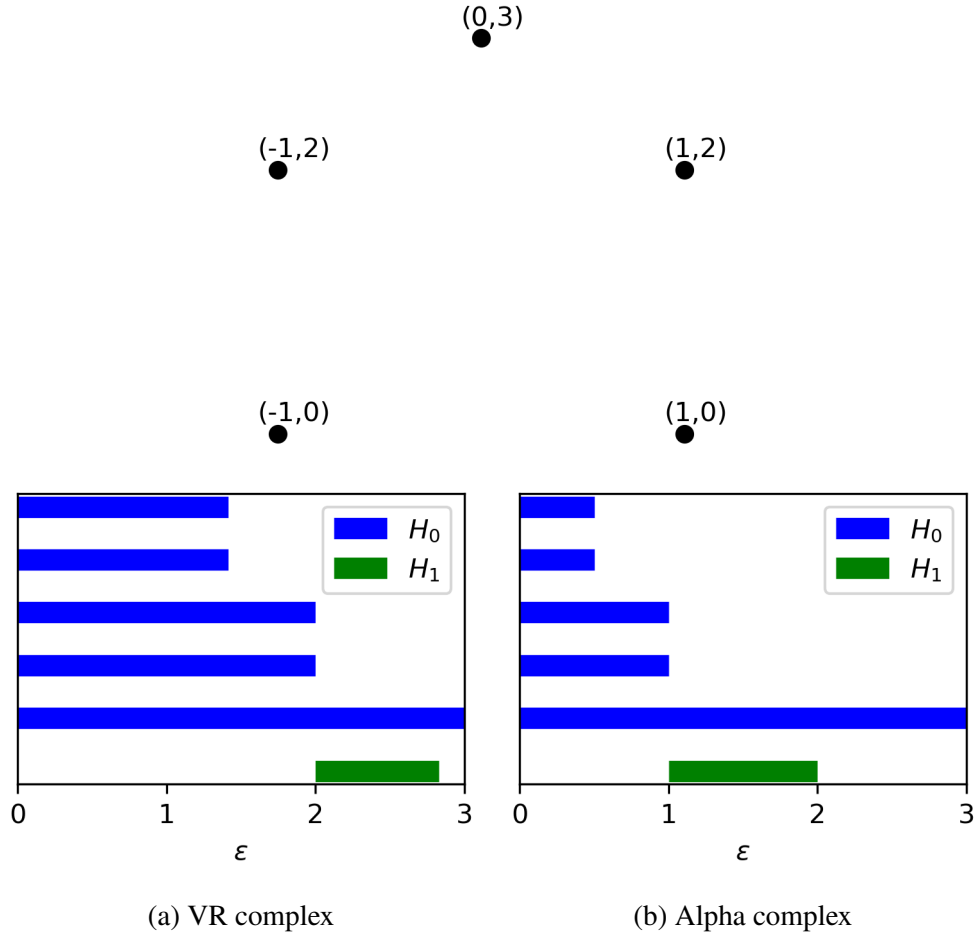 (0,3)
(-1,2) (1,2)
(-1,0) (1,0)
H₀ H₀
H₁ H₁
0 1 2 3 0 1 2 3
ε ε
(a) VR complex (b) Alpha complex